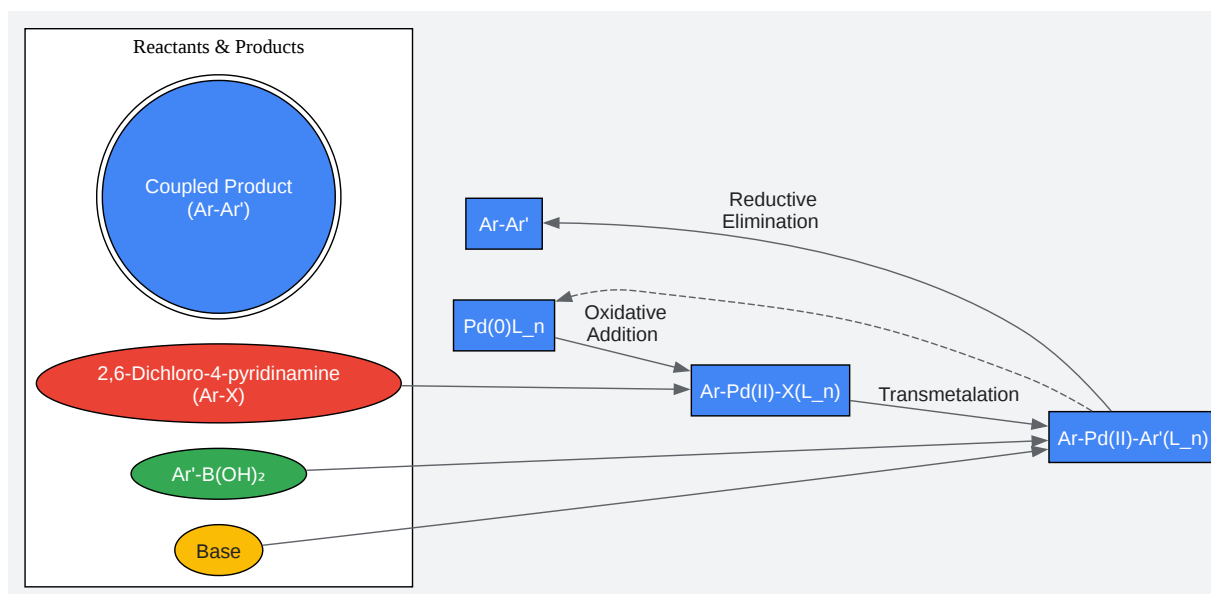 Reactants & Products
Coupled Product
(Ar-Ar')
2,6-Dichloro-4-pyridinamine
(Ar-X)
Ar'-B(OH)₂
Base
Ar-Ar'
Reductive
Elimination
Pd(0)L_n
Oxidative
Addition
Ar-Pd(II)-X(L_n)
Transmetalation
Ar-Pd(II)-Ar'(L_n)